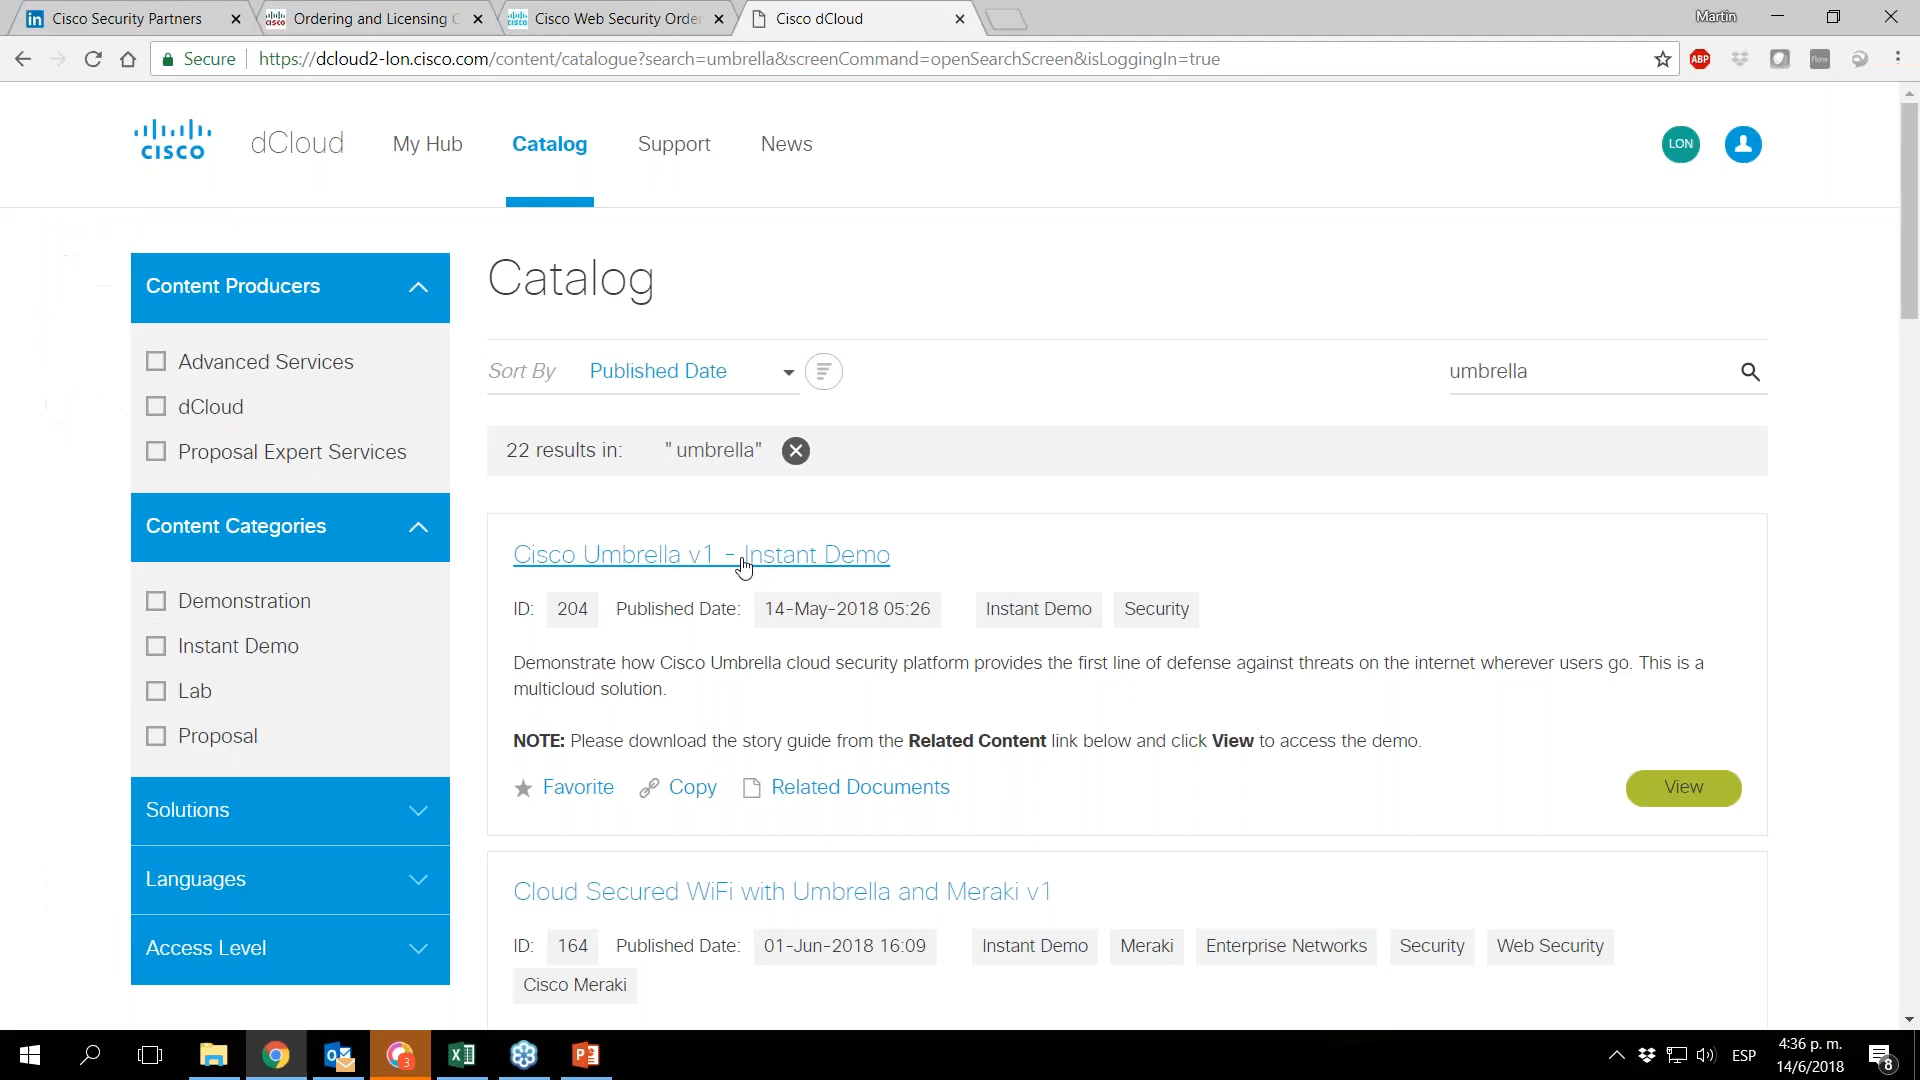 Cisco Security Partners
Ordering and Licensing
Cisco Web Security Orde
Cisco dCloud
Martin
Secure
https://dcloud2-lon.cisco.com/content/catalogue?search=umbrella&screenCommand=openSearchScreen&isLoggingIn=true
ABP
flow
CISCO
dCloud
My Hub
Catalog
Support
News
LON
Content Producers
Advanced Services
dCloud
Proposal Expert Services
Content Categories
Demonstration
Instant Demo
Lab
Proposal
Solutions
Languages
Access Level
Catalog
Sort By Published Date
umbrella
22 results in: "umbrella"
Cisco Umbrella v1 - Instant Demo
ID: 204 Published Date: 14-May-2018 05:26 Instant Demo Security
Demonstrate how Cisco Umbrella cloud security platform provides the first line of defense against threats on the internet wherever users go. This is a
multicloud solution.
NOTE: Please download the story guide from the Related Content link below and click View to access the demo.
Favorite Copy Related Documents
View
Cloud Secured WiFi with Umbrella and Meraki v1
ID: 164 Published Date: 01-Jun-2018 16:09 Instant Demo Meraki Enterprise Networks Security Web Security
Cisco Meraki
3
ESP
4:36 p. m.
14/6/2018
8